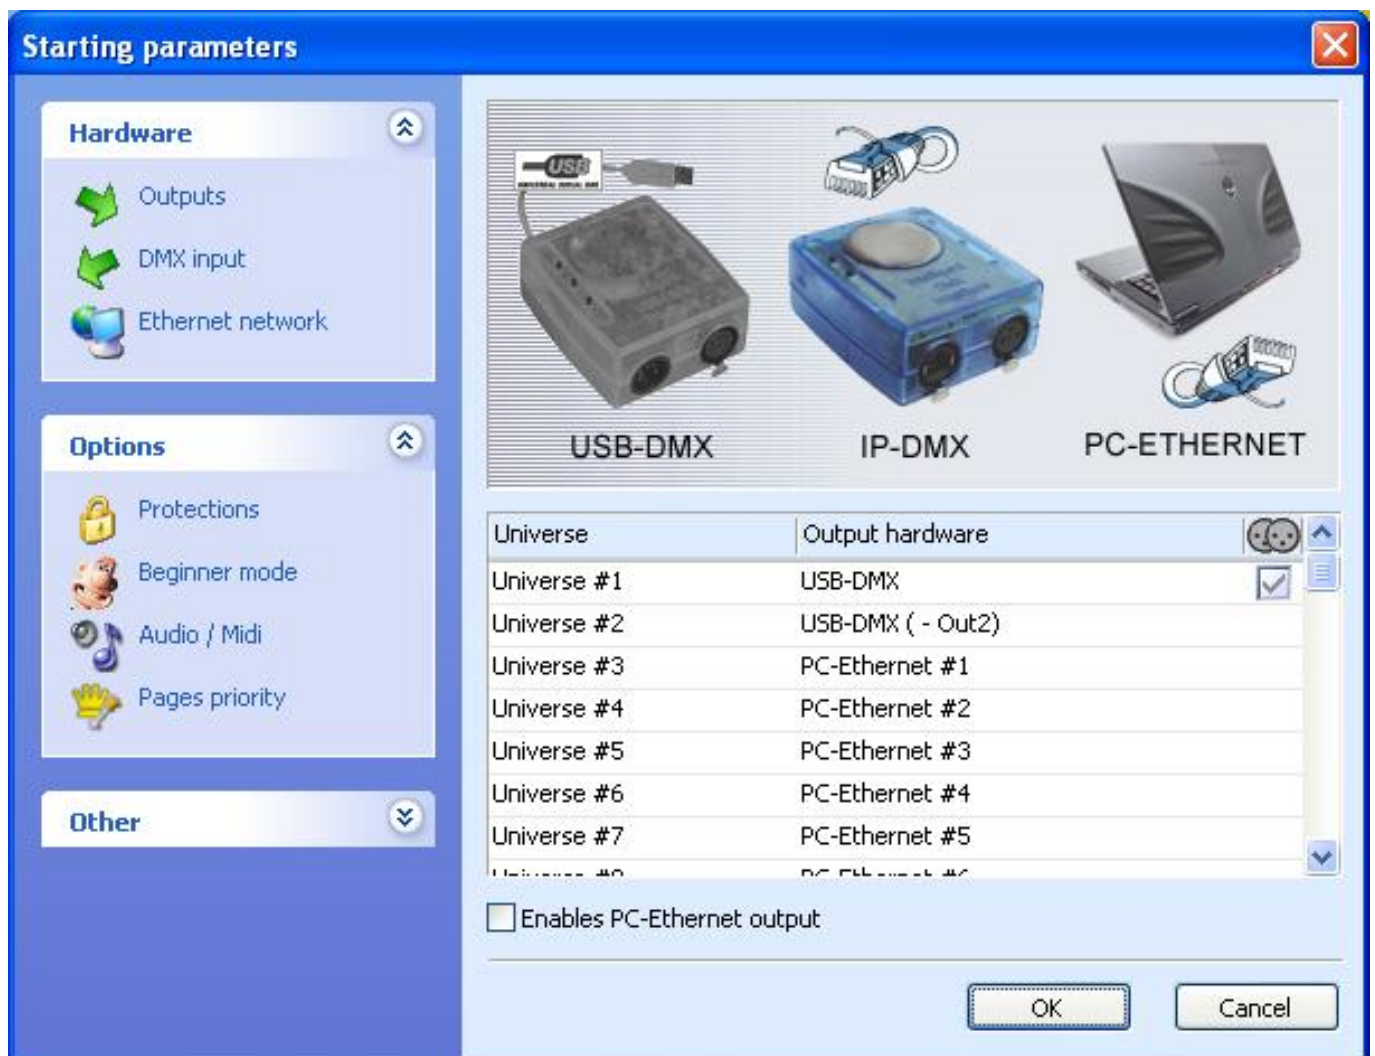 Starting parameters
Hardware
Outputs
DMX input
Ethernet network
Options
Protections
Beginner mode
Audio / Midi
Pages priority
Other
USB
USB-DMX
IP-DMX
PC-ETHERNET
Universe Output hardware
Universe #1 USB-DMX
Universe #2 USB-DMX ( - Out2)
Universe #3 PC-Ethernet #1
Universe #4 PC-Ethernet #2
Universe #5 PC-Ethernet #3
Universe #6 PC-Ethernet #4
Universe #7 PC-Ethernet #5
Enables PC-Ethernet output
OK
Cancel